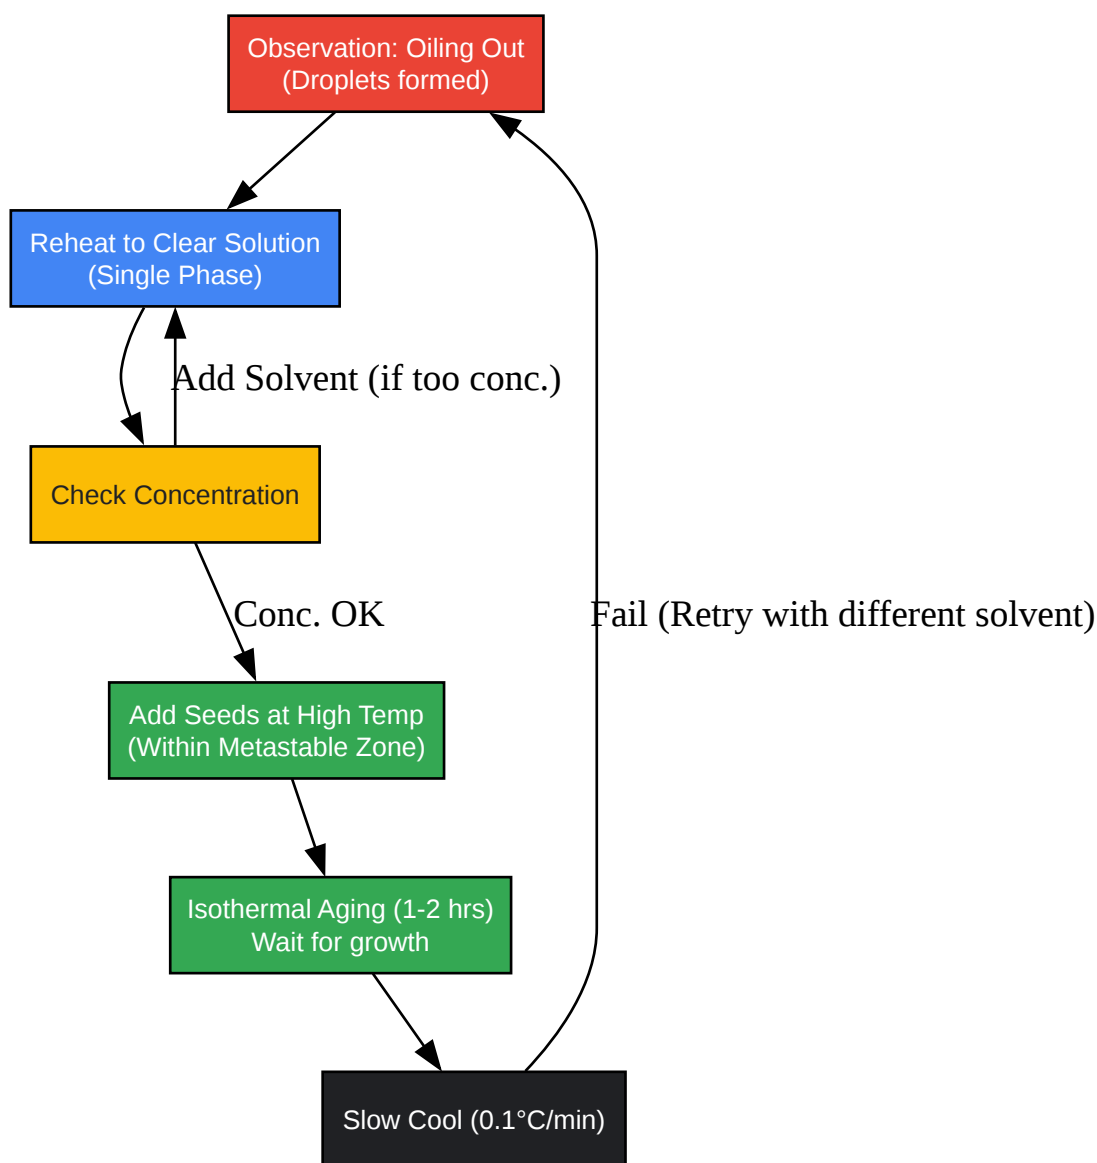 Observation: Oiling Out
(Droplets formed)
Reheat to Clear Solution
(Single Phase)
Add Solvent (if too conc.)
Check Concentration
Conc. OK
Fail (Retry with different solvent)
Add Seeds at High Temp
(Within Metastable Zone)
Isothermal Aging (1-2 hrs)
Wait for growth
Slow Cool (0.1°C/min)